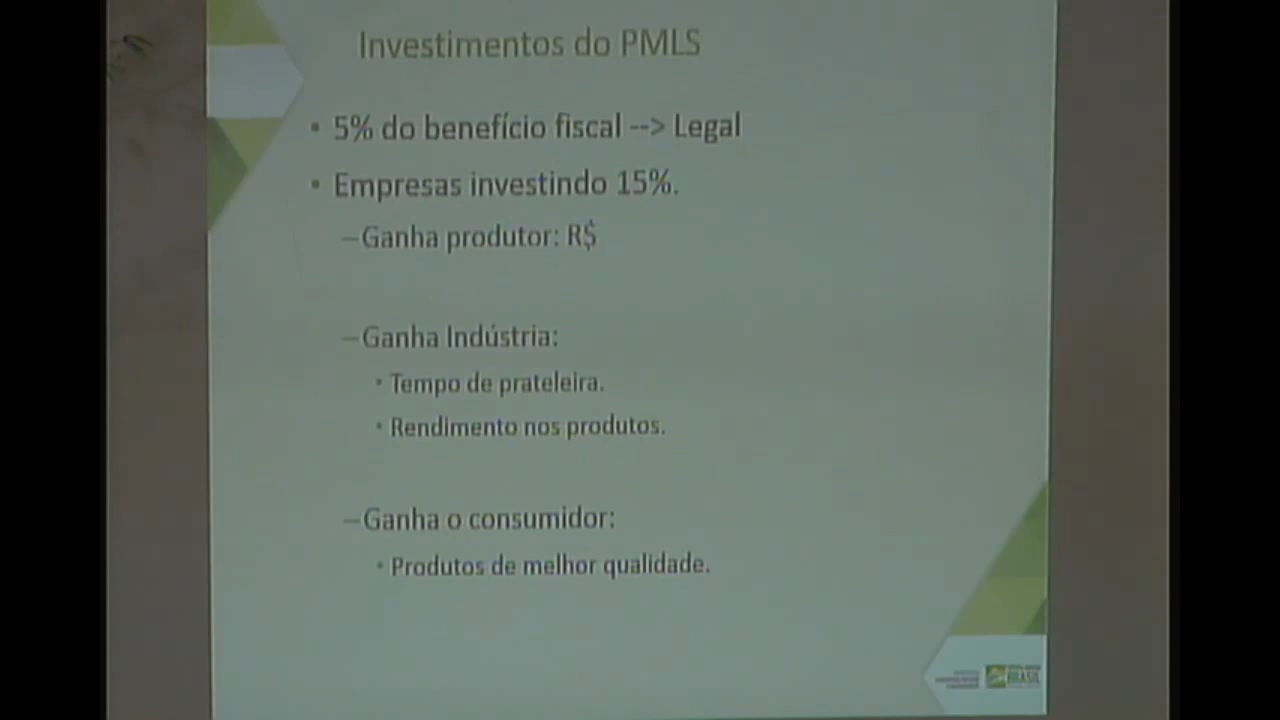 Investimentos do PMLS
• 5% do benefício fiscal --> Legal
• Empresas investindo 15%.
–Ganha produtor: R$
–Ganha Indústria:
• Tempo de prateleira.
• Rendimento nos produtos.
–Ganha o consumidor:
• Produtos de melhor qualidade.
BRASIL